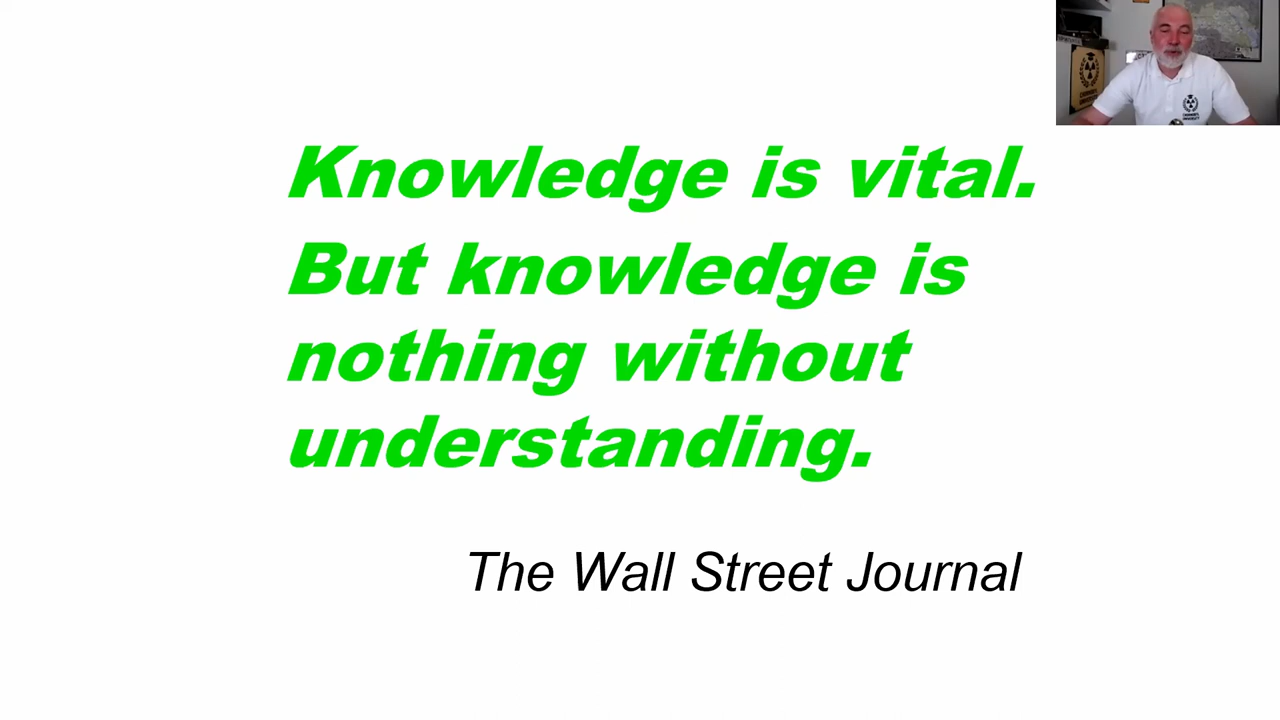 Knowledge is vital.
But knowledge is
nothing without
understanding.
The Wall Street Journal